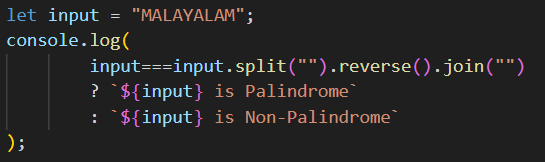 let input = "MALAYALAM";
console.log(
input===input.split("").reverse().join("")
? `${input} is Palindrome`
: `${input} is Non-Palindrome`
);